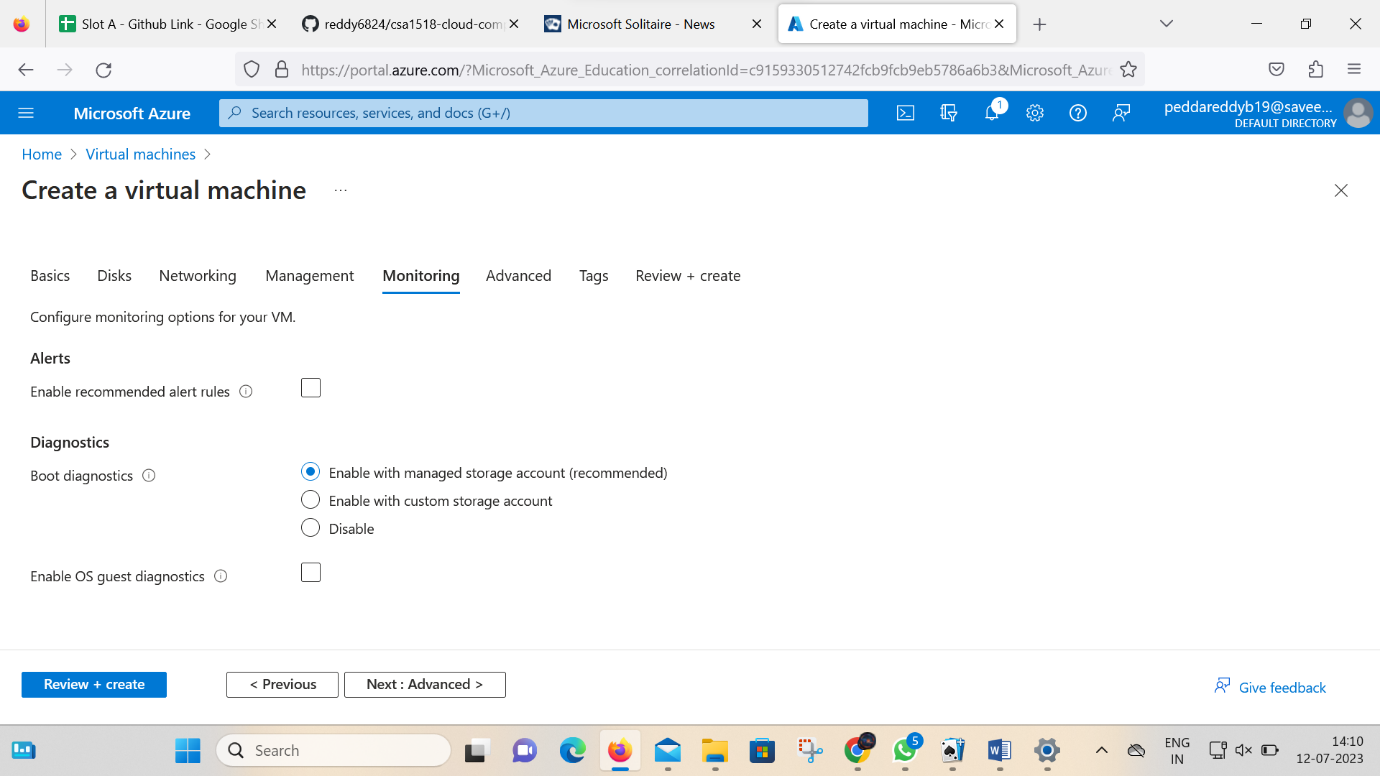 Slot A - Github Link - Google Sh
reddy6824/csa1518-cloud-com
Microsoft Solitaire - News
Create a virtual machine - Micro
https://portal.azure.com/?Microsoft_Azure_Education_correlationId=c9159330512742fcb9fcb9eb5786a6b3&Microsoft_Azure
Microsoft Azure
Search resources, services, and docs (G+/)
1
peddareddyb19@savee...
DEFAULT DIRECTORY
Home > Virtual machines >
Create a virtual machine ...
Basics Disks Networking Management Monitoring Advanced Tags Review + create
Configure monitoring options for your VM.
Alerts
Enable recommended alert rules
Diagnostics
Boot diagnostics
Enable with managed storage account (recommended)
Enable with custom storage account
Disable
Enable OS guest diagnostics
Review + create
< Previous
Next : Advanced >
Give feedback
Search
5
ENG
IN
14:10
12-07-2023